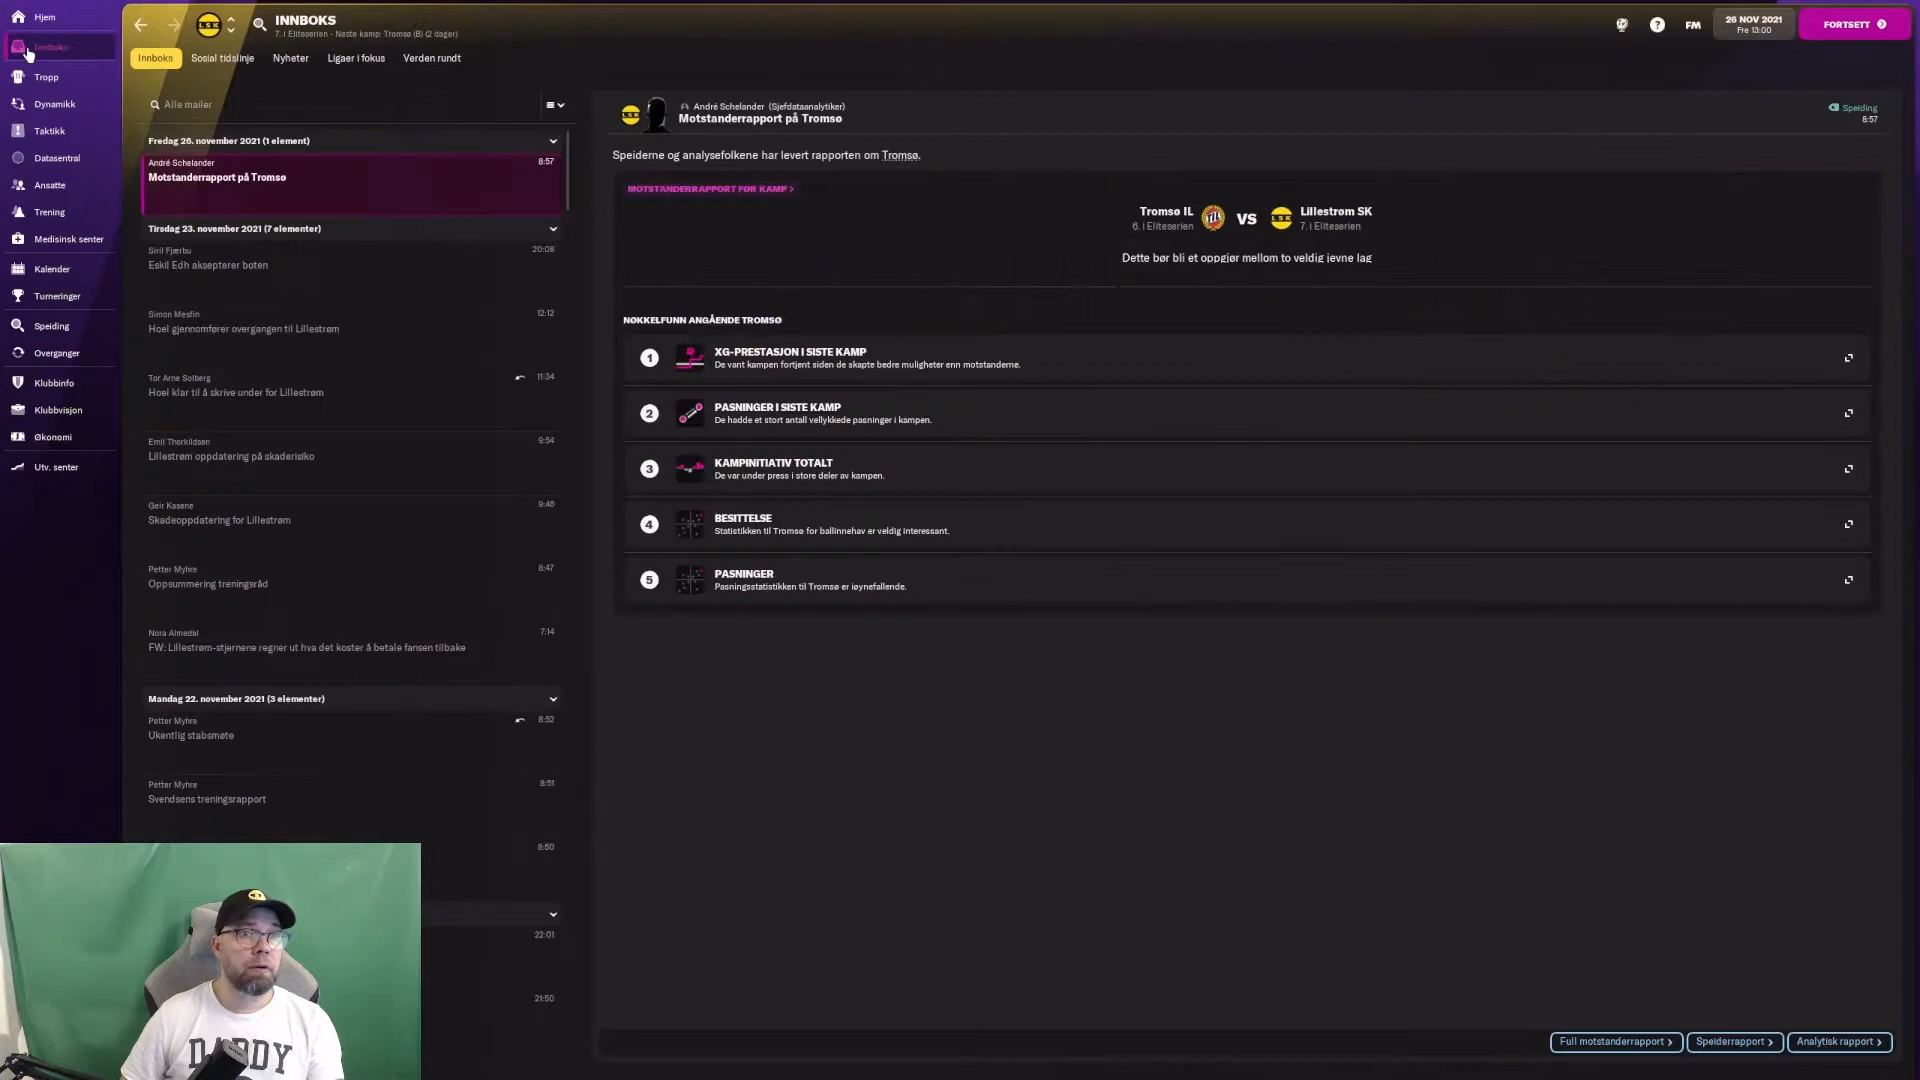 Hjem
Innboks
Tropp
Dynamikk
Taktikk
Datasentral
Ansatte
Trening
Medisinsk senter
Kalender
Turneringer
Speiding
Overganger
Klubbinfo
Klubbvisjon
Økonomi
Utv. senter
LSK
INNBOKS
7. i Eliteserien - Neste kamp: Tromsø (B) (2 dager)
FM
26 NOV 2021
Fre 13:00
FORTSETT
Innboks
Sosial tidslinje
Nyheter
Ligaer i fokus
Verden rundt
Alle mailer
Fredag 26. november 2021 (1 element)
André Schelander 8:57
Motstanderrapport på Tromsø
Tirsdag 23. november 2021 (7 elementer)
Siril Fjærbu 20:08
Eskil Edh aksepterer boten
Simon Mesfin 12:12
Hoel gjennomfører overgangen til Lillestrøm
Tor Arne Solberg 11:34
Hoel klar til å skrive under for Lillestrøm
Emil Thorkildsen 9:54
Lillestrøm oppdatering på skaderisiko
Geir Kasene 9:46
Skadeoppdatering for Lillestrøm
Petter Myhre 8:47
Oppsummering treningsråd
Nora Almedal 7:14
FW: Lillestrøm-stjernene regner ut hva det koster å betale fansen tilbake
Mandag 22. november 2021 (3 elementer)
Petter Myhre 8:52
Ukentlig stabsmøte
Petter Myhre 8:51
Svendsens treningsrapport
8:50
22:01
21:50
LSK
André Schelander (Sjefdataanalytiker)
Motstanderrapport på Tromsø
Speiding
8:57
Speiderne og analysefolkene har levert rapporten om Tromsø.
MOTSTANDERRAPPORT FØR KAMP >
Tromsø IL
6. i Eliteserien
TIL
VS
LSK
Lillestrøm SK
7. i Eliteserien
Dette bør bli et oppgjør mellom to veldig jevne lag
NØKKELFUNN ANGÅENDE TROMSØ
1
XG-PRESTASJON I SISTE KAMP
De vant kampen fortjent siden de skapte bedre muligheter enn motstanderne.
2
PASNINGER I SISTE KAMP
De hadde et stort antall vellykkede pasninger i kampen.
3
KAMPINITIATIV TOTALT
De var under press i store deler av kampen.
4
BESITTELSE
Statistikken til Tromsø for ballinnehav er veldig interessant.
5
PASNINGER
Pasningsstatistikken til Tromsø er iøynefallende.
Full motstanderrapport >
Speiderrapport >
Analytisk rapport >
DADDY